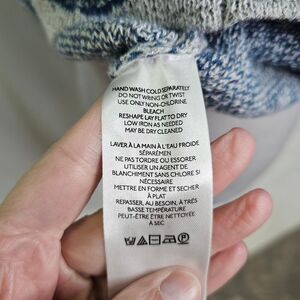 HAND WASH COLD SEPARATELY
DO NOT WRING OR TWIST
USE ONLY NON-CHLORINE
BLEACH
RESHAPE LAY FLAT TO DRY
LOW IRON AS NEEDED
MAY BE DRY CLEANED
LAVER À LA MAIN À L'EAU FROIDE
SÉPARÉMEN
NE PAS TORDRE OU ESSORER
UTILISER UN AGENT DE
BLANCHIMENT SANS CHLORE SI
NÉCESSAIRE
METTRE EN FORME ET SECHER
À PLAT
REPASSER, AU BESOIN, À TRÈS
BASSE TEMPÉRATURE
PEUT-ÊTRE ÊTRE NETTOYÉE
À SEC